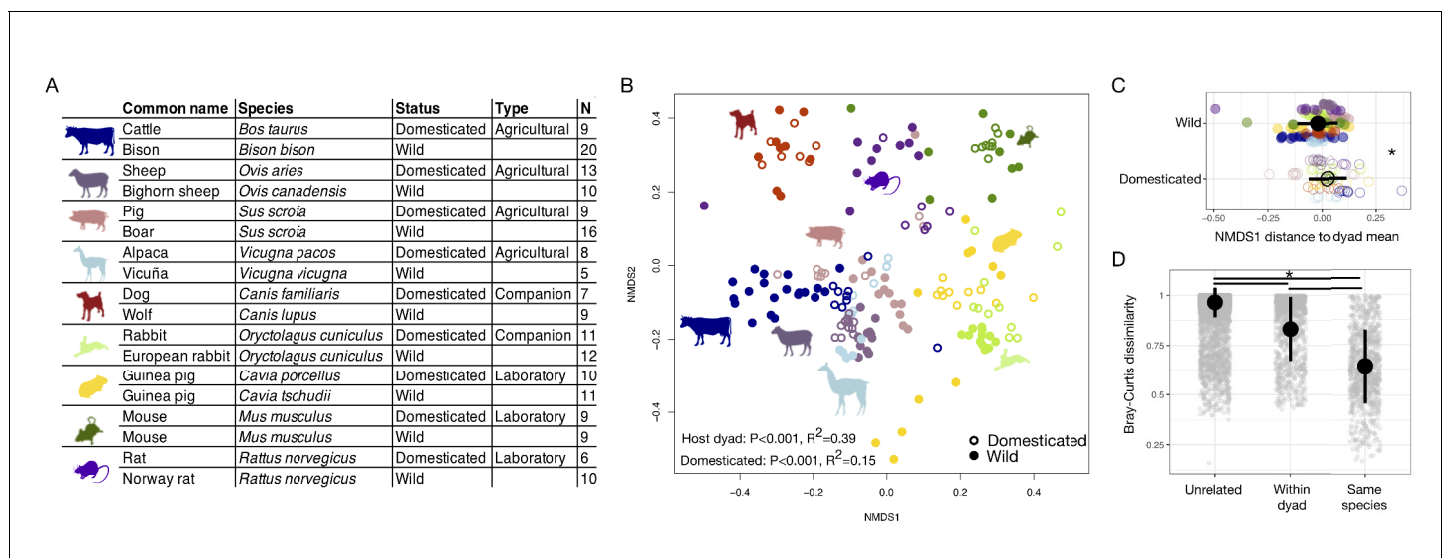 A
Common name Species Status Type N
Cattle Bos taurus Domesticated Agricultural 9
Bison Bison bison Wild 20
Sheep Ovis aries Domesticated Agricultural 13
Bighorn sheep Ovis canadensis Wild 10
Pig Sus scrofa Domesticated Agricultural 9
Boar Sus scrofa Wild 16
Alpaca Vicugna pacos Domesticated Agricultural 8
Vicuña Vicugna vicugna Wild 5
Dog Canis familiaris Domesticated Companion 7
Wolf Canis lupus Wild 9
Rabbit Oryctolagus cuniculus Domesticated Companion 11
European rabbit Oryctolagus cuniculus Wild 12
Guinea pig Cavia porcellus Domesticated Laboratory 10
Guinea pig Cavia tschudii Wild 11
Mouse Mus musculus Domesticated Laboratory 9
Mouse Mus musculus Wild 9
Rat Rattus norvegicus Domesticated Laboratory 6
Norway rat Rattus norvegicus Wild 10
B
NMDS2
0.4
0.2
0.0
−0.2
−0.4
Host dyad: P<0.001, R²=0.39
Domesticated: P<0.001, R²=0.15
Domesticated
Wild
−0.4 −0.2 0.0 0.2 0.4
NMDS1
C
Wild
*
Domesticated
−0.50 −0.25 0.00 0.25
NMDS1 distance to dyad mean
D
Bray-Curtis dissimilarity
*
1
0.75
0.5
0.25
Unrelated Within Same
dyad species